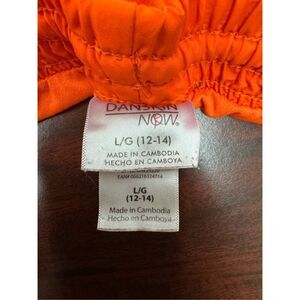 DANSKIN
NOW®
L/G (12-14)
MADE IN CAMBODIA
HECHO EN CAMBOYA
L/G
(12-14)
Made in Cambodia
Hecho en Camboya